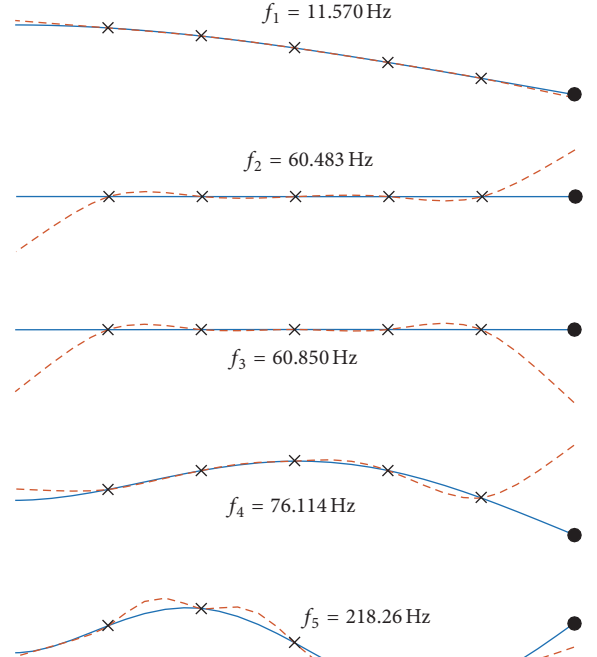 f₁ = 11.570 Hz
f₂ = 60.483 Hz
f₃ = 60.850 Hz
f₄ = 76.114 Hz
f₅ = 218.26 Hz